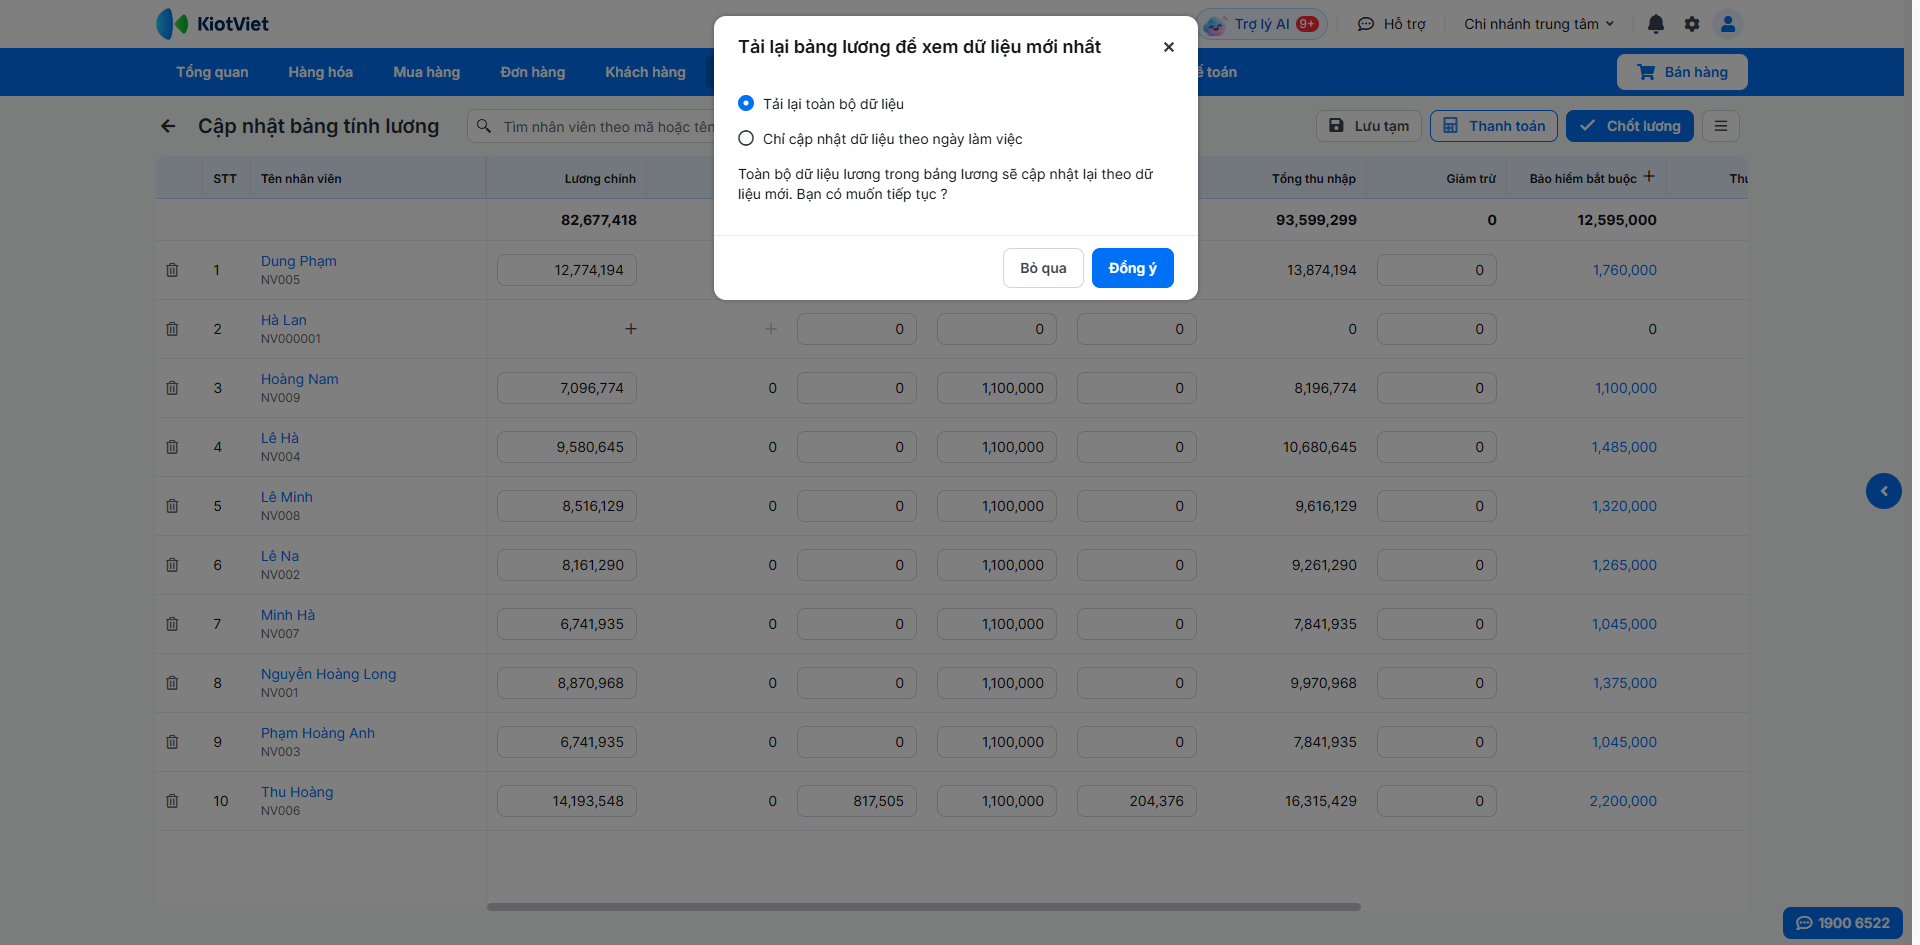 KiotViet
Trợ lý AI 9+
Hỗ trợ
Chi nhánh trung tâm
Tổng quan
Hàng hóa
Mua hàng
Đơn hàng
Khách hàng
ế toán
Bán hàng
Cập nhật bảng tính lương
Tìm nhân viên theo mã hoặc tên
Lưu tạm
Thanh toán
Chốt lương
Tải lại bảng lương để xem dữ liệu mới nhất
Tải lại toàn bộ dữ liệu
Chỉ cập nhật dữ liệu theo ngày làm việc
Toàn bộ dữ liệu lương trong bảng lương sẽ cập nhật lại theo dữ
liệu mới. Bạn có muốn tiếp tục ?
Bỏ qua
Đồng ý
STT Tên nhân viên Lương chính Tổng thu nhập Giảm trừ Bảo hiểm bắt buộc Thu
82,677,418 93,599,299 0 12,595,000
1 Dung Phạm 12,774,194 13,874,194 0 1,760,000
NV005
2 Hà Lan 0 0 0 0 0 0
NV000001
3 Hoàng Nam 7,096,774 0 0 1,100,000 0 8,196,774 0 1,100,000
NV009
4 Lê Hà 9,580,645 0 0 1,100,000 0 10,680,645 0 1,485,000
NV004
5 Lê Minh 8,516,129 0 0 1,100,000 0 9,616,129 0 1,320,000
NV008
6 Lê Na 8,161,290 0 0 1,100,000 0 9,261,290 0 1,265,000
NV002
7 Minh Hà 6,741,935 0 0 1,100,000 0 7,841,935 0 1,045,000
NV007
8 Nguyễn Hoàng Long 8,870,968 0 0 1,100,000 0 9,970,968 0 1,375,000
NV001
9 Phạm Hoàng Anh 6,741,935 0 0 1,100,000 0 7,841,935 0 1,045,000
NV003
10 Thu Hoàng 14,193,548 0 817,505 1,100,000 204,376 16,315,429 0 2,200,000
NV006
1900 6522